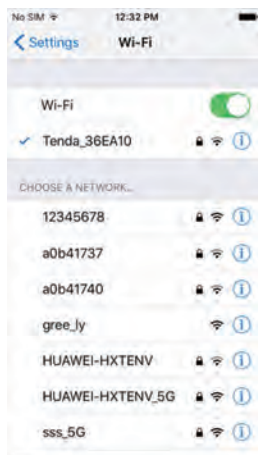 No SIM 12:32 PM
Settings Wi-Fi
Wi-Fi
Tenda_36EA10
CHOOSE A NETWORK...
12345678
a0b41737
a0b41740
gree_ly
HUAWEI-HXTENV
HUAWEI-HXTENV_5G
sss_5G